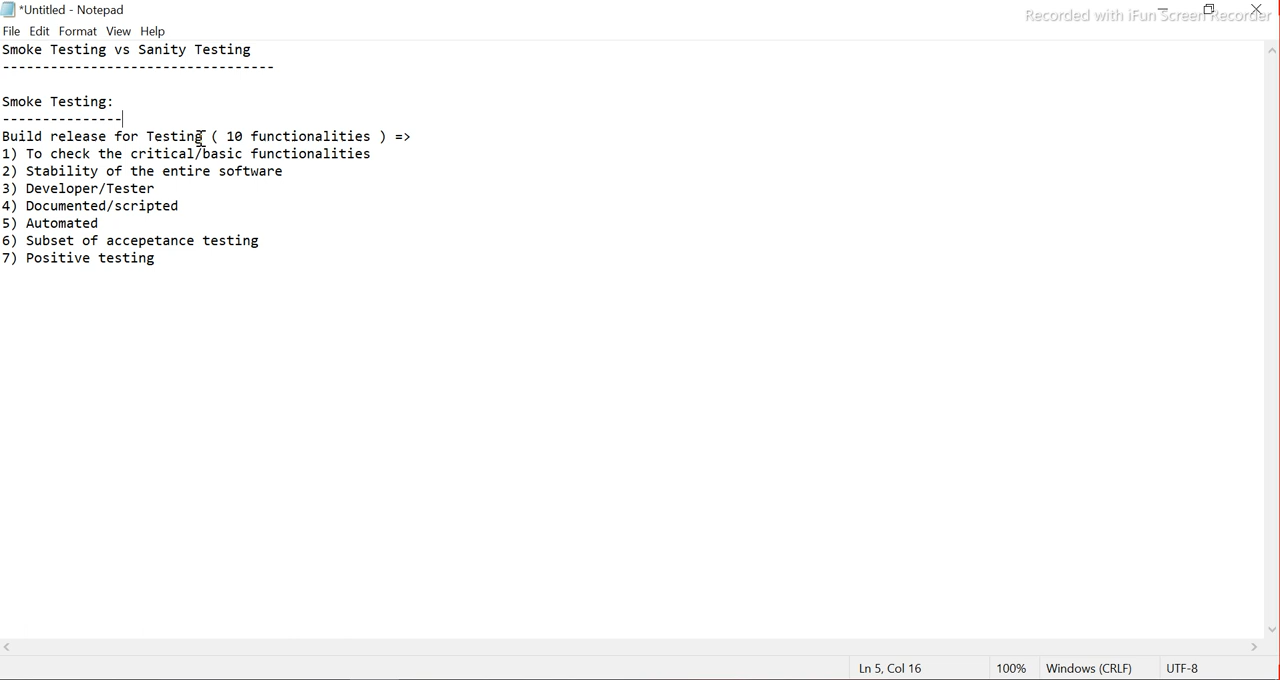 *Untitled - Notepad
Recorded with iFun Screen Recorder
File Edit Format View Help
Smoke Testing vs Sanity Testing
----------------------------------
Smoke Testing:
---------------
Build release for Testing ( 10 functionalities ) =>
1) To check the critical/basic functionalities
2) Stability of the entire software
3) Developer/Tester
4) Documented/scripted
5) Automated
6) Subset of accepetance testing
7) Positive testing
Ln 5, Col 16 100% Windows (CRLF) UTF-8